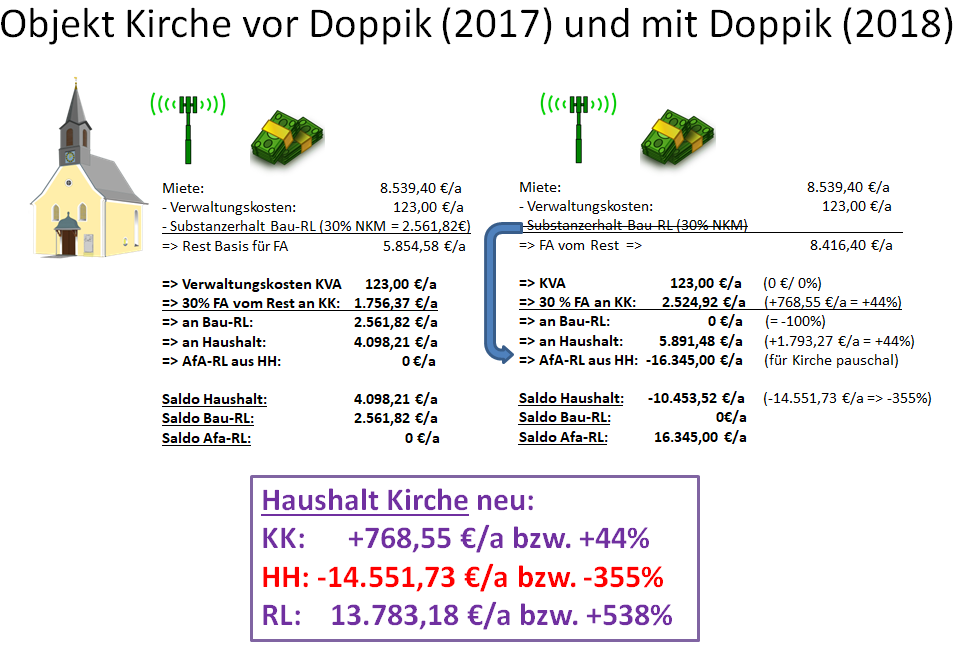 Objekt Kirche vor Doppik (2017) und mit Doppik (2018)
Miete: 8.539,40 €/a
- Verwaltungskosten: 123,00 €/a
- Substanzerhalt Bau-RL (30% NKM = 2.561,82€)
=> Rest Basis für FA 5.854,58 €/a
=> Verwaltungskosten KVA 123,00 €/a
=> 30% FA vom Rest an KK: 1.756,37 €/a
=> an Bau-RL: 2.561,82 €/a
=> an Haushalt: 4.098,21 €/a
=> AfA-RL aus HH: 0 €/a
Saldo Haushalt: 4.098,21 €/a
Saldo Bau-RL: 2.561,82 €/a
Saldo Afa-RL: 0 €/a
Miete: 8.539,40 €/a
- Verwaltungskosten: 123,00 €/a
- Substanzerhalt Bau-RL (30% NKM)
=> FA vom Rest => 8.416,40 €/a
=> KVA 123,00 €/a (0 €/ 0%)
=> 30 % FA an KK: 2.524,92 €/a (+768,55 €/a = +44%)
=> an Bau-RL: 0 €/a (= -100%)
=> an Haushalt: 5.891,48 €/a (+1.793,27 €/a = +44%)
=> AfA-RL aus HH: -16.345,00 €/a (für Kirche pauschal)
Saldo Haushalt: -10.453,52 €/a (-14.551,73 €/a => -355%)
Saldo Bau-RL: 0€/a
Saldo Afa-RL: 16.345,00 €/a
Haushalt Kirche neu:
KK: +768,55 €/a bzw. +44%
HH: -14.551,73 €/a bzw. -355%
RL: 13.783,18 €/a bzw. +538%